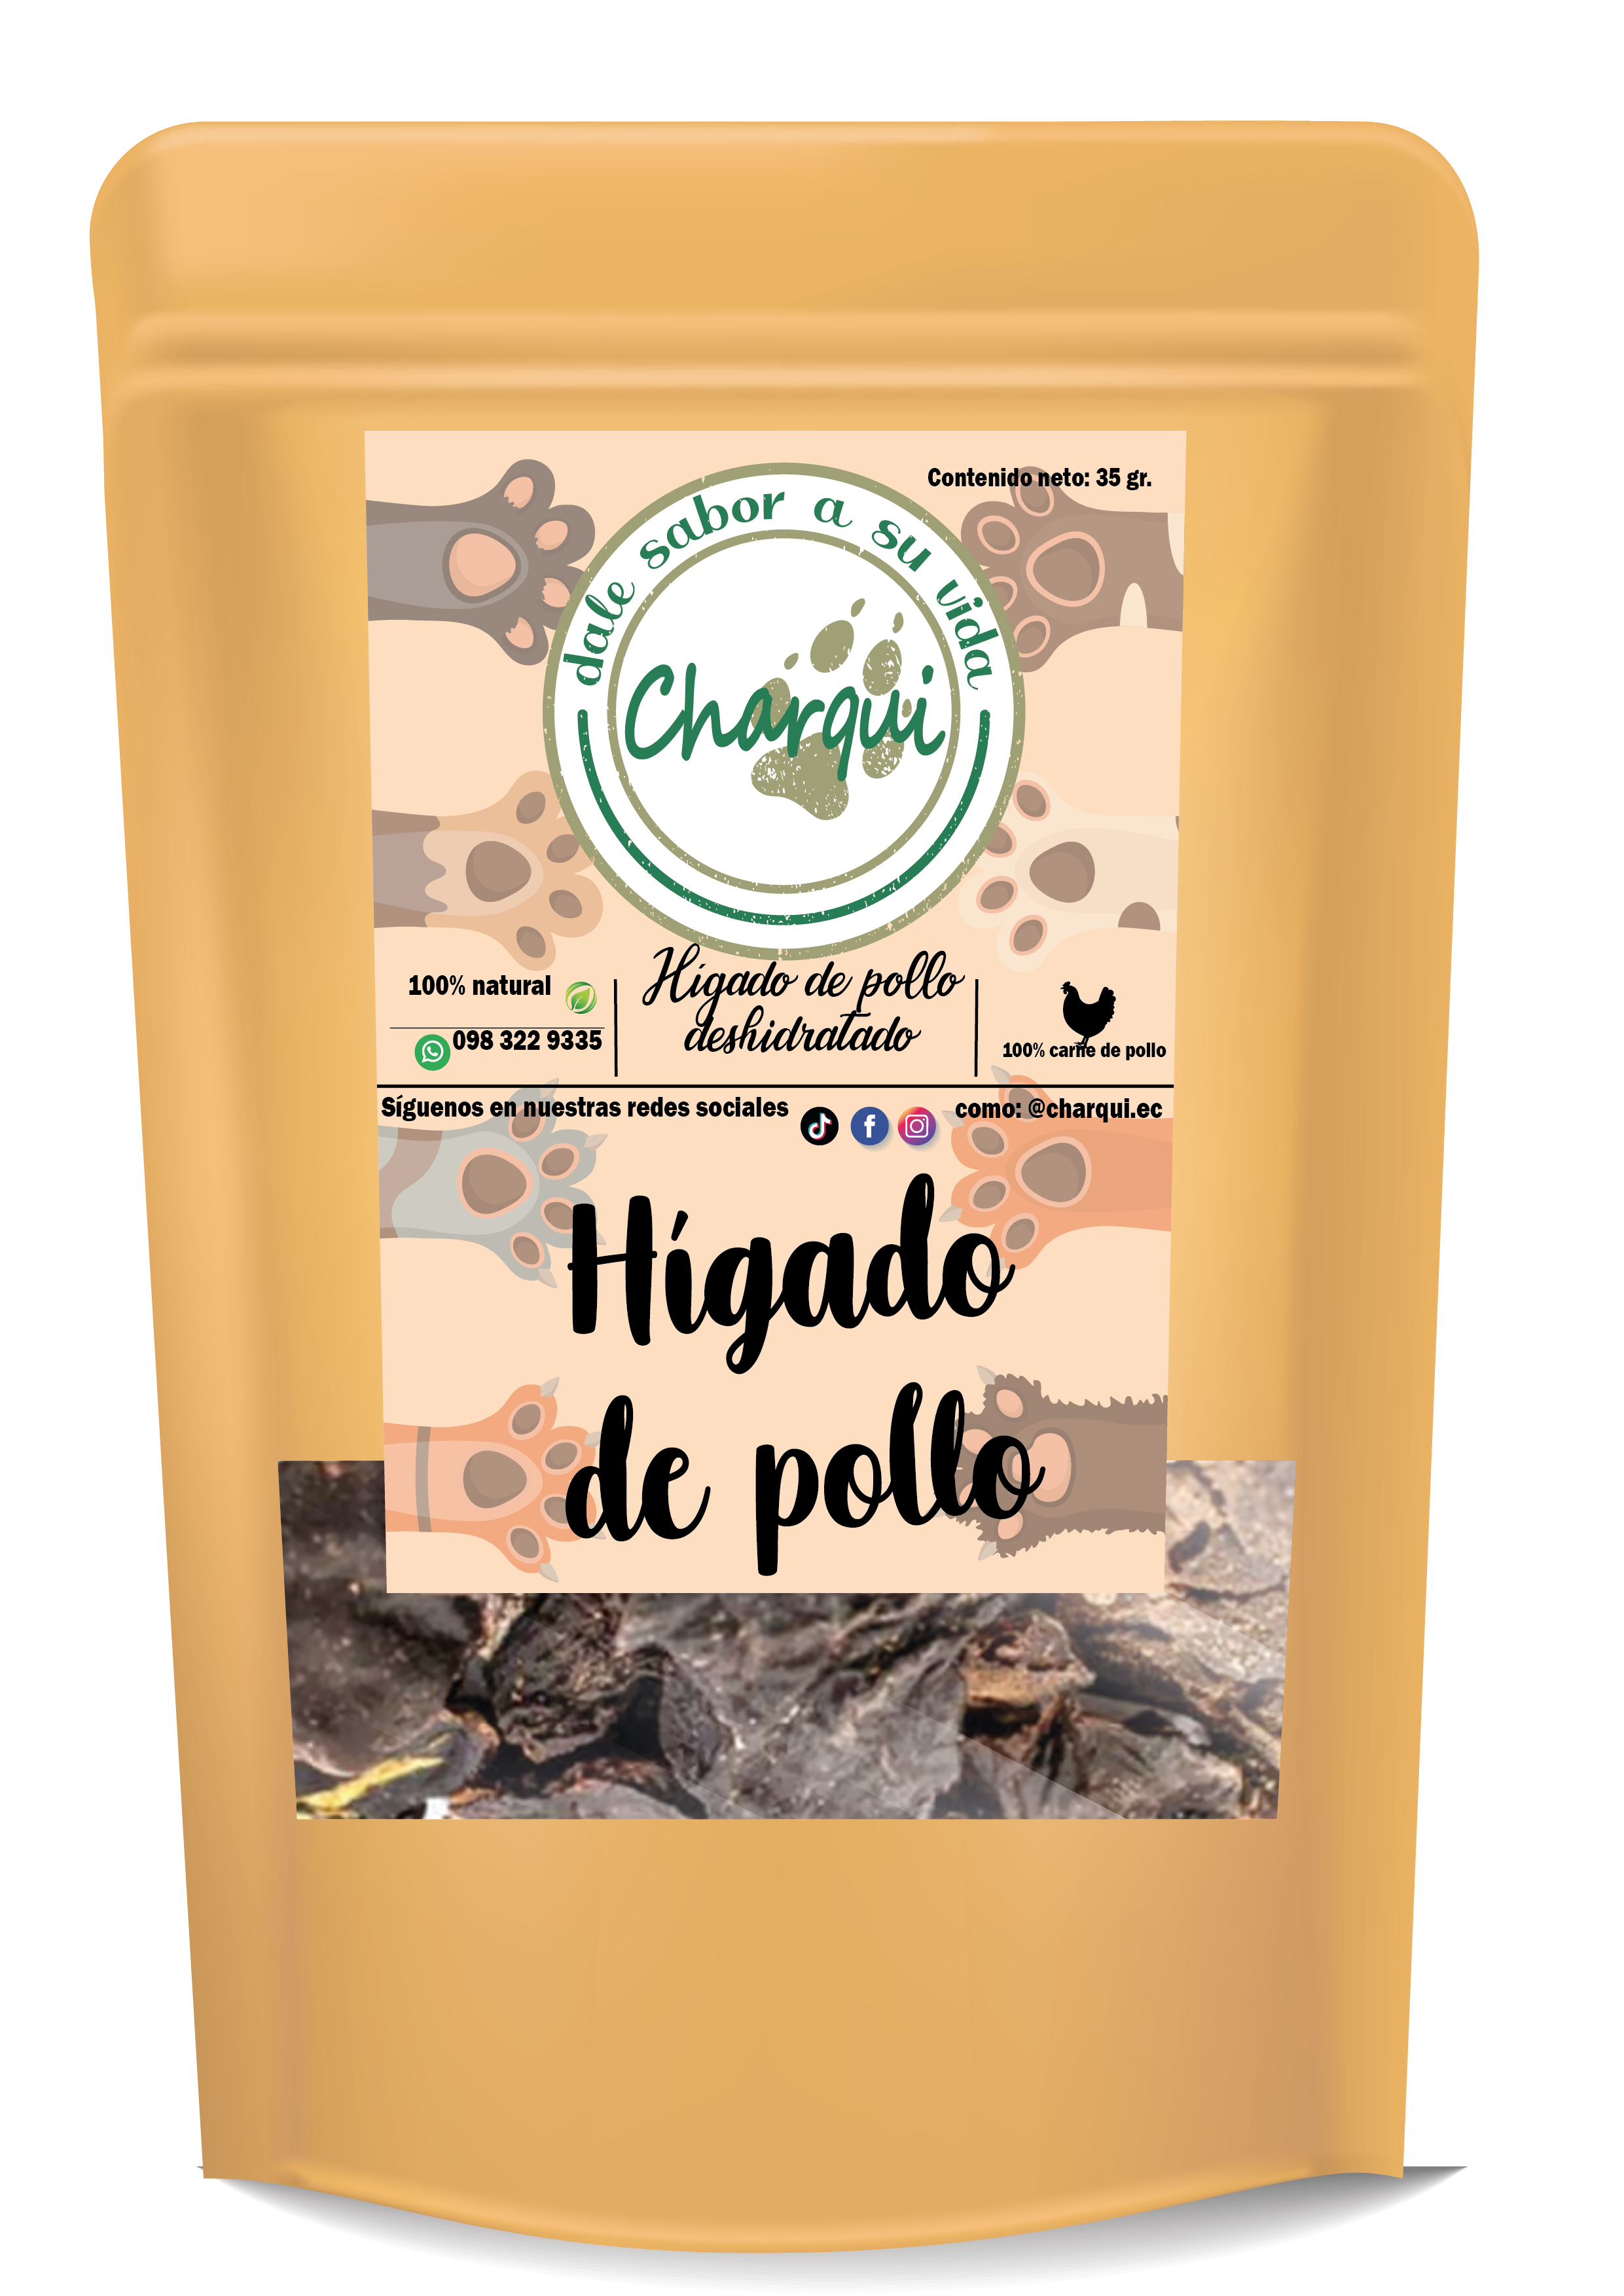 Contenido neto: 35 gr.
dale sabor a su vida
Charqui
100% natural
098 322 9335
Hígado de pollo
deshidratado
100% carne de pollo
Síguenos en nuestras redes sociales
como: @charqui.ec
Hígado
de pollo